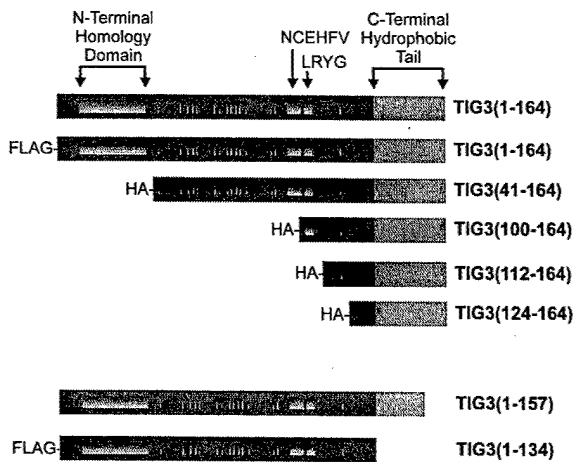 N-Terminal
Homology
Domain
NCEHFV
LRYG
C-Terminal
Hydrophobic
Tail
TIG3(1-164)
FLAG- TIG3(1-164)
HA- TIG3(41-164)
HA- TIG3(100-164)
HA- TIG3(112-164)
HA- TIG3(124-164)
TIG3(1-157)
FLAG- TIG3(1-134)